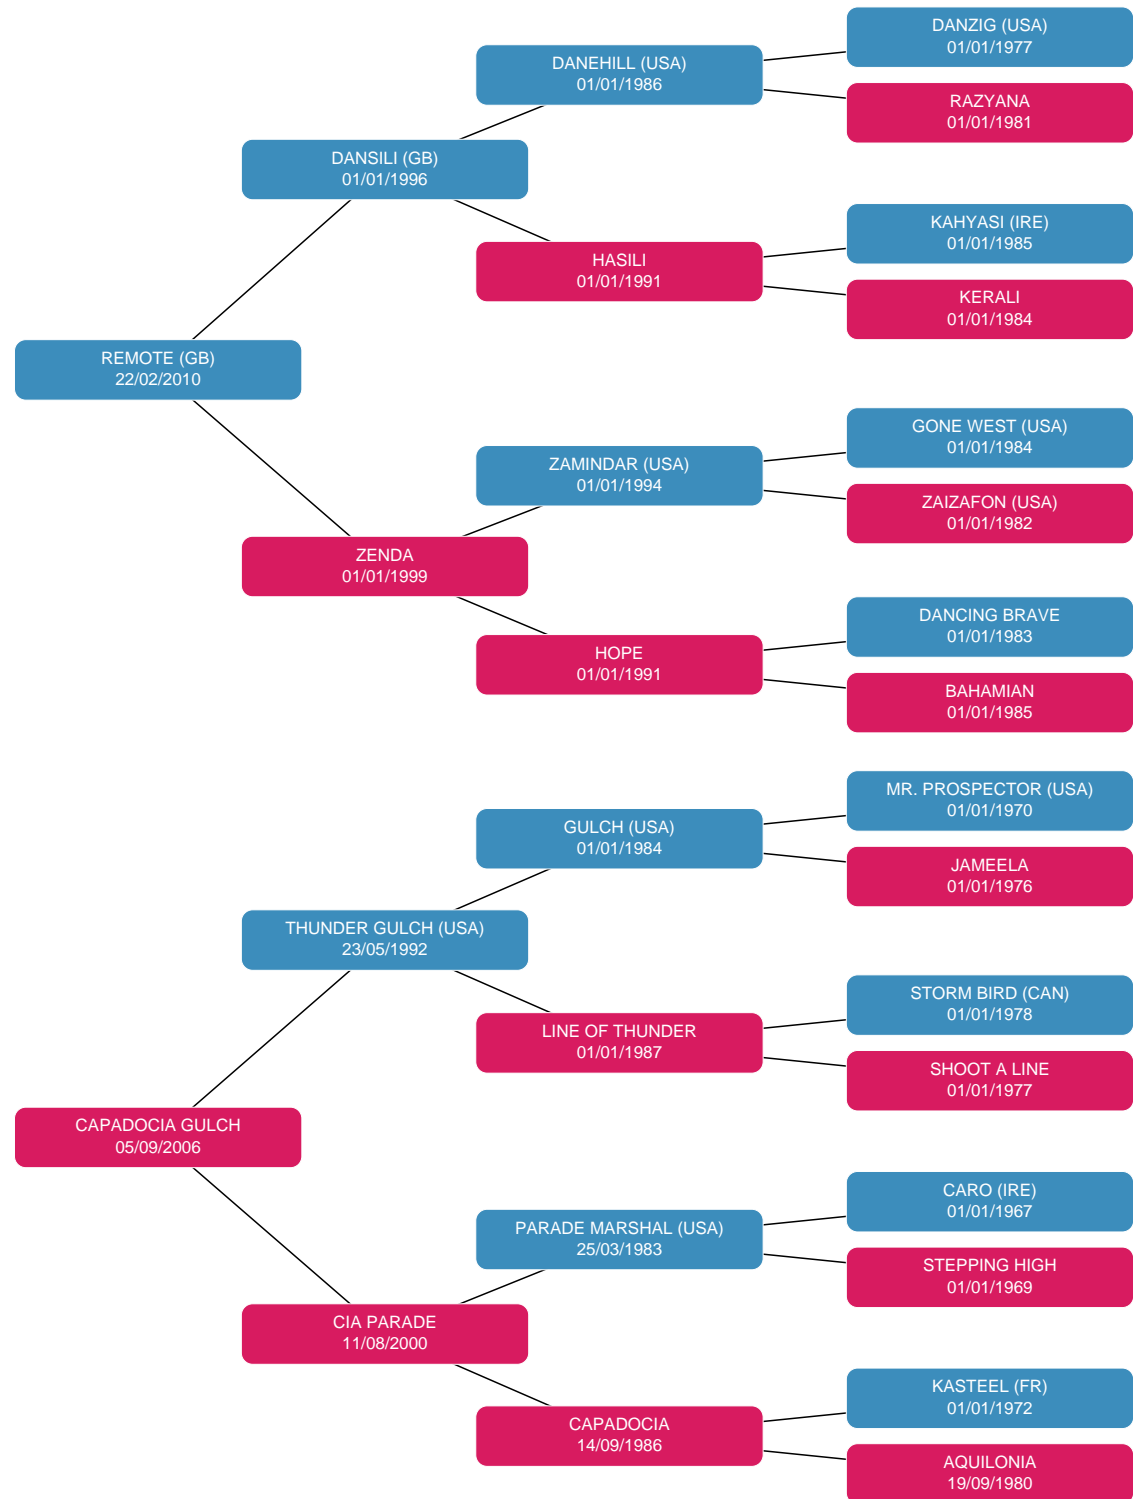 DANZIG (USA)
01/01/1977
DANEHILL (USA)
01/01/1986
RAZYANA
01/01/1981
DANSILI (GB)
01/01/1996
KAHYASI (IRE)
01/01/1985
HASILI
01/01/1991
KERALI
01/01/1984
REMOTE (GB)
22/02/2010
GONE WEST (USA)
01/01/1984
ZAMINDAR (USA)
01/01/1994
ZAIZAFON (USA)
01/01/1982
ZENDA
01/01/1999
DANCING BRAVE
01/01/1983
HOPE
01/01/1991
BAHAMIAN
01/01/1985
MR. PROSPECTOR (USA)
01/01/1970
GULCH (USA)
01/01/1984
JAMEELA
01/01/1976
THUNDER GULCH (USA)
23/05/1992
STORM BIRD (CAN)
01/01/1978
LINE OF THUNDER
01/01/1987
SHOOT A LINE
01/01/1977
CAPADOCIA GULCH
05/09/2006
CARO (IRE)
01/01/1967
PARADE MARSHAL (USA)
25/03/1983
STEPPING HIGH
01/01/1969
CIA PARADE
11/08/2000
KASTEEL (FR)
01/01/1972
CAPADOCIA
14/09/1986
AQUILONIA
19/09/1980